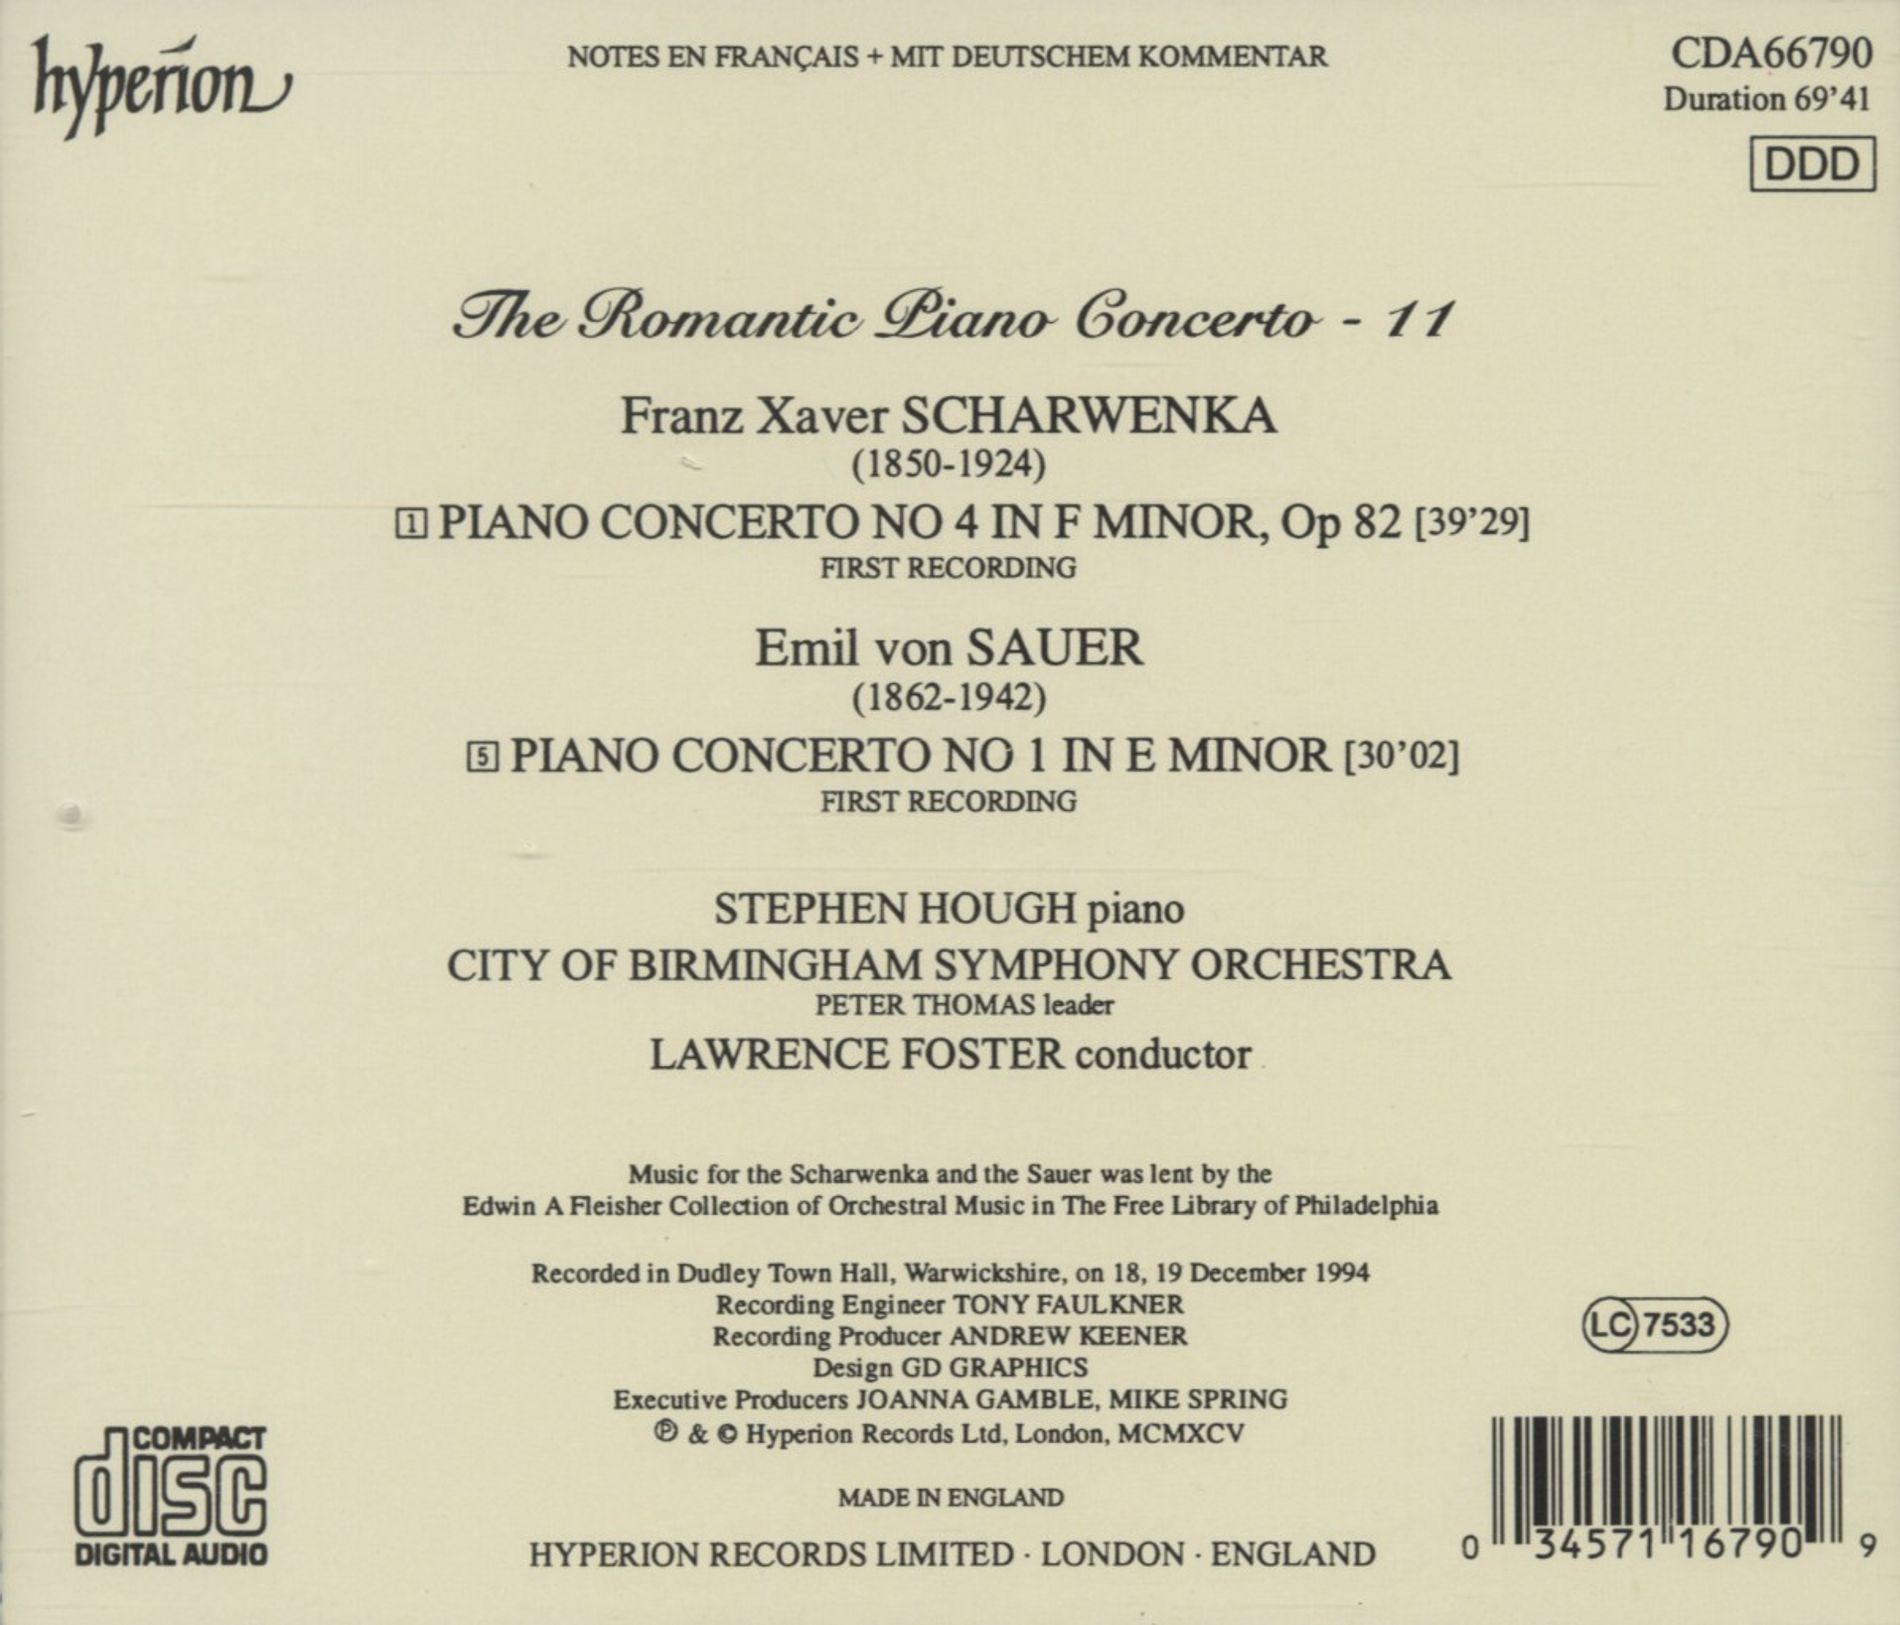 hyperion
NOTES EN FRANÇAIS + MIT DEUTSCHEM KOMMENTAR
CDA66790
Duration 69'41
DDD
The Romantic Piano Concerto - 11
Franz Xaver SCHARWENKA
(1850-1924)
1 PIANO CONCERTO NO 4 IN F MINOR, Op 82 [39'29]
FIRST RECORDING
Emil von SAUER
(1862-1942)
5 PIANO CONCERTO NO 1 IN E MINOR [30'02]
FIRST RECORDING
STEPHEN HOUGH piano
CITY OF BIRMINGHAM SYMPHONY ORCHESTRA
PETER THOMAS leader
LAWRENCE FOSTER conductor
Music for the Scharwenka and the Sauer was lent by the
Edwin A Fleisher Collection of Orchestral Music in The Free Library of Philadelphia
Recorded in Dudley Town Hall, Warwickshire, on 18, 19 December 1994
Recording Engineer TONY FAULKNER
Recording Producer ANDREW KEENER
Design GD GRAPHICS
Executive Producers JOANNA GAMBLE, MIKE SPRING
℗ & © Hyperion Records Ltd, London, MCMXCV
MADE IN ENGLAND
HYPERION RECORDS LIMITED · LONDON · ENGLAND
COMPACT
disc
DIGITAL AUDIO
LC 7533
0 34571 16790 9